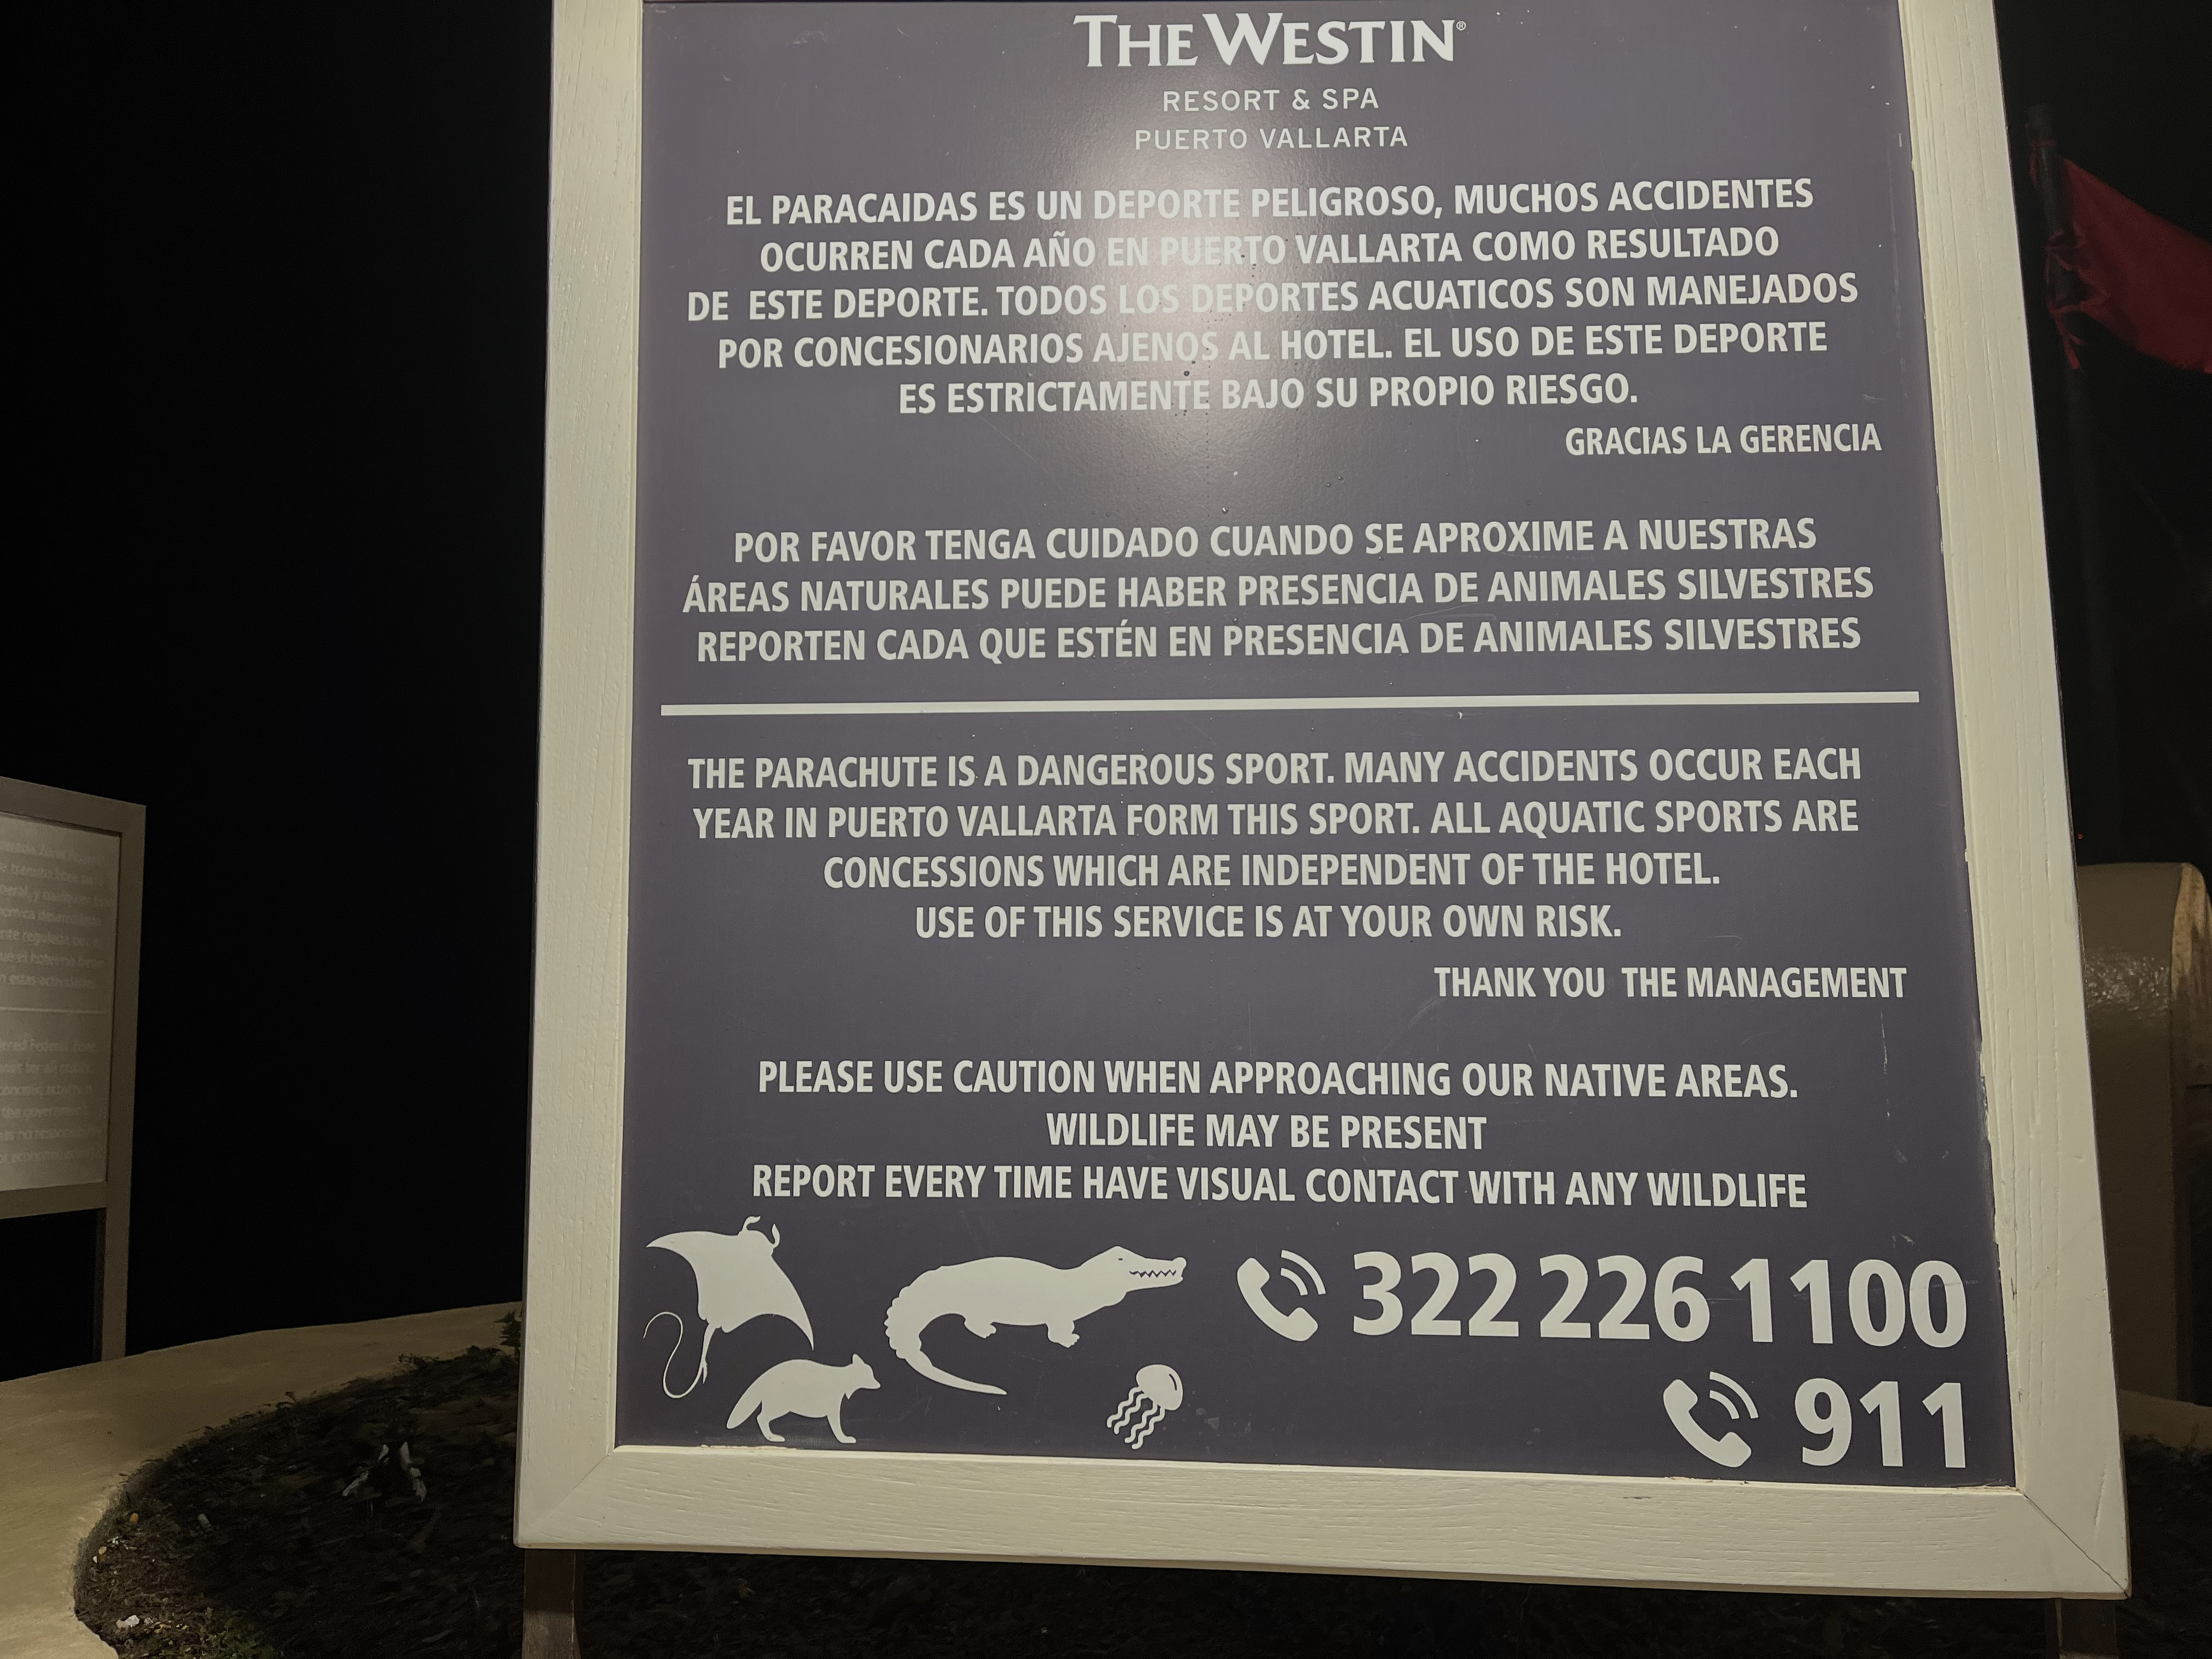 THE WESTIN®
RESORT & SPA
PUERTO VALLARTA
EL PARACAIDAS ES UN DEPORTE PELIGROSO, MUCHOS ACCIDENTES
OCURREN CADA AÑO EN PUERTO VALLARTA COMO RESULTADO
DE ESTE DEPORTE. TODOS LOS DEPORTES ACUATICOS SON MANEJADOS
POR CONCESIONARIOS AJENOS AL HOTEL. EL USO DE ESTE DEPORTE
ES ESTRICTAMENTE BAJO SU PROPIO RIESGO.
GRACIAS LA GERENCIA
POR FAVOR TENGA CUIDADO CUANDO SE APROXIME A NUESTRAS
ÁREAS NATURALES PUEDE HABER PRESENCIA DE ANIMALES SILVESTRES
REPORTEN CADA QUE ESTÉN EN PRESENCIA DE ANIMALES SILVESTRES
THE PARACHUTE IS A DANGEROUS SPORT. MANY ACCIDENTS OCCUR EACH
YEAR IN PUERTO VALLARTA FORM THIS SPORT. ALL AQUATIC SPORTS ARE
CONCESSIONS WHICH ARE INDEPENDENT OF THE HOTEL.
USE OF THIS SERVICE IS AT YOUR OWN RISK.
THANK YOU THE MANAGEMENT
PLEASE USE CAUTION WHEN APPROACHING OUR NATIVE AREAS.
WILDLIFE MAY BE PRESENT
REPORT EVERY TIME HAVE VISUAL CONTACT WITH ANY WILDLIFE
322 226 1100
911